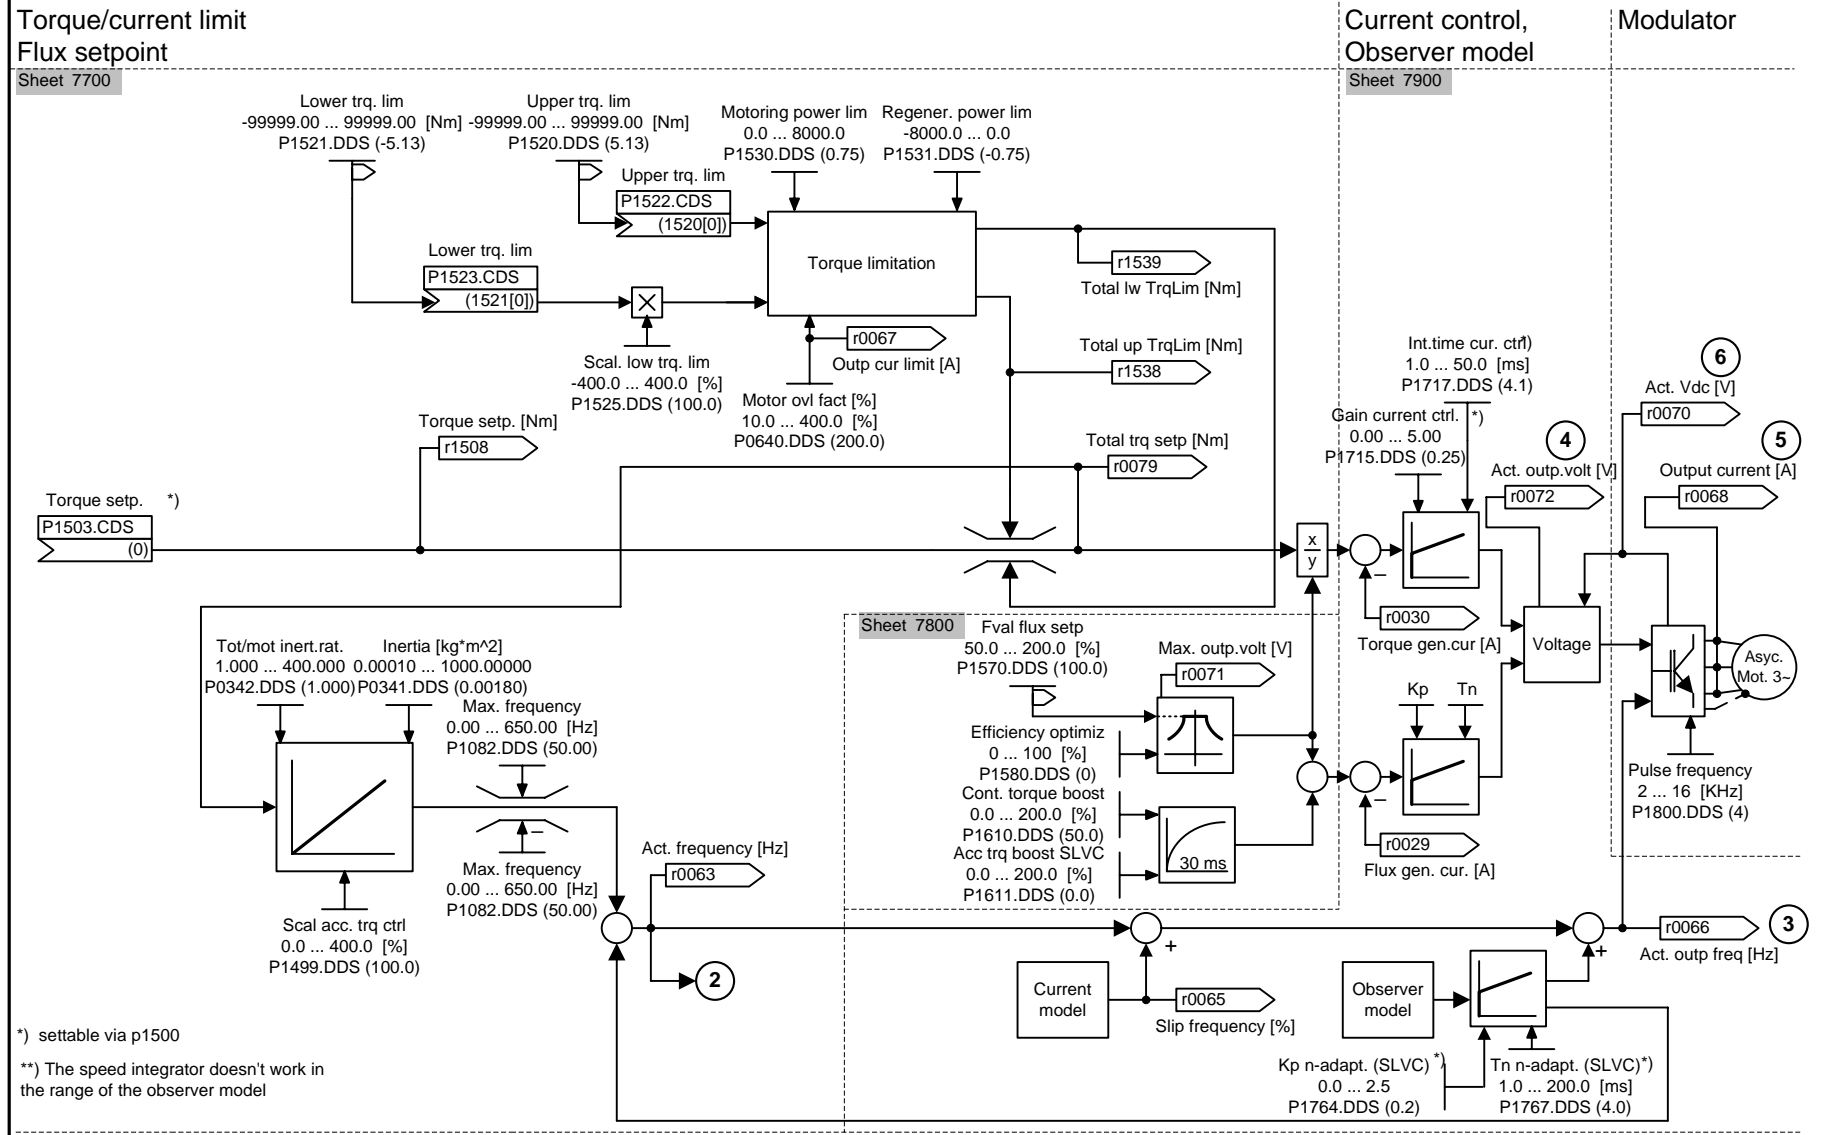 Torque/current limit
Flux setpoint
Current control,
Observer model
Modulator
Sheet 7700
Sheet 7900
Lower trq. lim
-99999.00 ... 99999.00 [Nm]
P1521.DDS (-5.13)
Upper trq. lim
-99999.00 ... 99999.00 [Nm]
P1520.DDS (5.13)
Motoring power lim
0.0 ... 8000.0
P1530.DDS (0.75)
Regener. power lim
-8000.0 ... 0.0
P1531.DDS (-0.75)
Upper trq. lim
P1522.CDS
(1520[0])
Lower trq. lim
P1523.CDS
(1521[0])
Torque limitation
r1539
Total lw TrqLim [Nm]
Scal. low trq. lim
-400.0 ... 400.0 [%]
P1525.DDS (100.0)
r0067
Outp cur limit [A]
Motor ovl fact [%]
10.0 ... 400.0 [%]
P0640.DDS (200.0)
Total up TrqLim [Nm]
r1538
Int.time cur. ctrl
*)
1.0 ... 50.0 [ms]
P1717.DDS (4.1)
Gain current ctrl. *)
0.00 ... 5.00
P1715.DDS (0.25)
6
Act. Vdc [V]
r0070
4
Act. outp.volt [V]
r0072
5
Output current [A]
r0068
Torque setp. [Nm]
r1508
Total trq setp [Nm]
r0079
Torque setp. *)
P1503.CDS
(0)
x
y
–
r0030
Torque gen.cur [A]
Voltage
Asyc.
Mot. 3~
Sheet 7800
Fval flux setp
50.0 ... 200.0 [%]
P1570.DDS (100.0)
Max. outp.volt [V]
r0071
Tot/mot inert.rat.
1.000 ... 400.000
P0342.DDS (1.000)
Inertia [kg*m^2]
0.00010 ... 1000.00000
P0341.DDS (0.00180)
Max. frequency
0.00 ... 650.00 [Hz]
P1082.DDS (50.00)
Kp
Tn
Efficiency optimiz
0 ... 100 [%]
P1580.DDS (0)
Cont. torque boost
0.0 ... 200.0 [%]
P1610.DDS (50.0)
Acc trq boost SLVC
0.0 ... 200.0 [%]
P1611.DDS (0.0)
30 ms
–
r0029
Flux gen. cur. [A]
Pulse frequency
2 ... 16 [KHz]
P1800.DDS (4)
–
Max. frequency
0.00 ... 650.00 [Hz]
P1082.DDS (50.00)
Act. frequency [Hz]
r0063
Scal acc. trq ctrl
0.0 ... 400.0 [%]
P1499.DDS (100.0)
2
+
+
r0066
3
Act. outp freq [Hz]
Current
model
r0065
Slip frequency [%]
Observer
model
Kp n-adapt. (SLVC) *)
0.0 ... 2.5
P1764.DDS (0.2)
Tn n-adapt. (SLVC)*)
1.0 ... 200.0 [ms]
P1767.DDS (4.0)
*) settable via p1500
**) The speed integrator doesn't work in
the range of the observer model